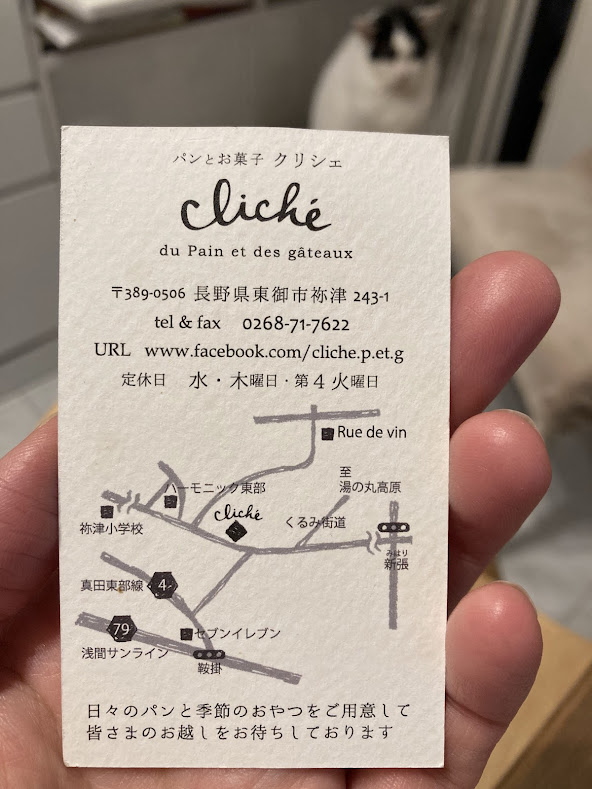 パンとお菓子 クリシェ
cliché
du Pain et des gâteaux
〒389-0506 長野県東御市祢津 243-1
tel & fax 0268-71-7622
URL www.facebook.com/cliche.p.et.g
定休日 水・木曜日・第4火曜日
Rue de vin
至
湯の丸高原
ハーモニック東部
cliché
くるみ街道
祢津小学校
みはり
新張
真田東部線
4
79
セブンイレブン
浅間サンライン
鞍掛
日々のパンと季節のおやつをご用意して
皆さまのお越しをお待ちしております